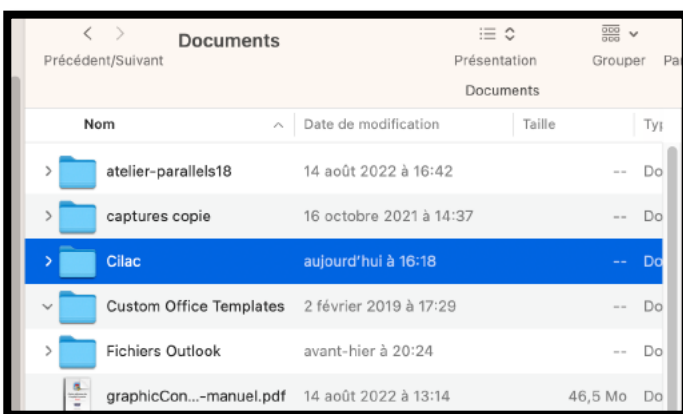 Documents
Précédent/Suivant Présentation Grouper
Documents
Nom Date de modification Taille
atelier-parallels18 14 août 2022 à 16:42 -- Do
captures copie 16 octobre 2021 à 14:37 -- Do
Cilac aujourd'hui à 16:18 -- Do
Custom Office Templates 2 février 2019 à 17:29 -- Do
Fichiers Outlook avant-hier à 20:24 -- Do
graphicCon...-manuel.pdf 14 août 2022 à 13:14 46,5 Mo Do